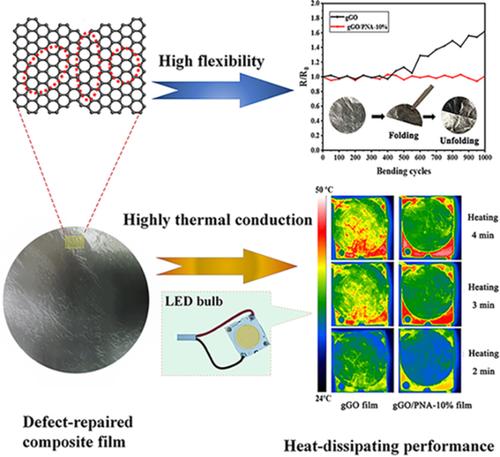 High flexibility
gGO
gGO/PNA-10%
R/R₀
1.8
1.6
1.4
1.2
1.0
0.8
0.6
0.4
0 100 200 300 400 500 600 700 800 900 1000
Bending cycles
Folding
Unfolding
Highly thermal conduction
LED bulb
50 °C
24°C
Heating
4 min
Heating
3 min
Heating
2 min
gGO film
gGO/PNA-10% film
Defect-repaired
composite film
Heat-dissipating performance